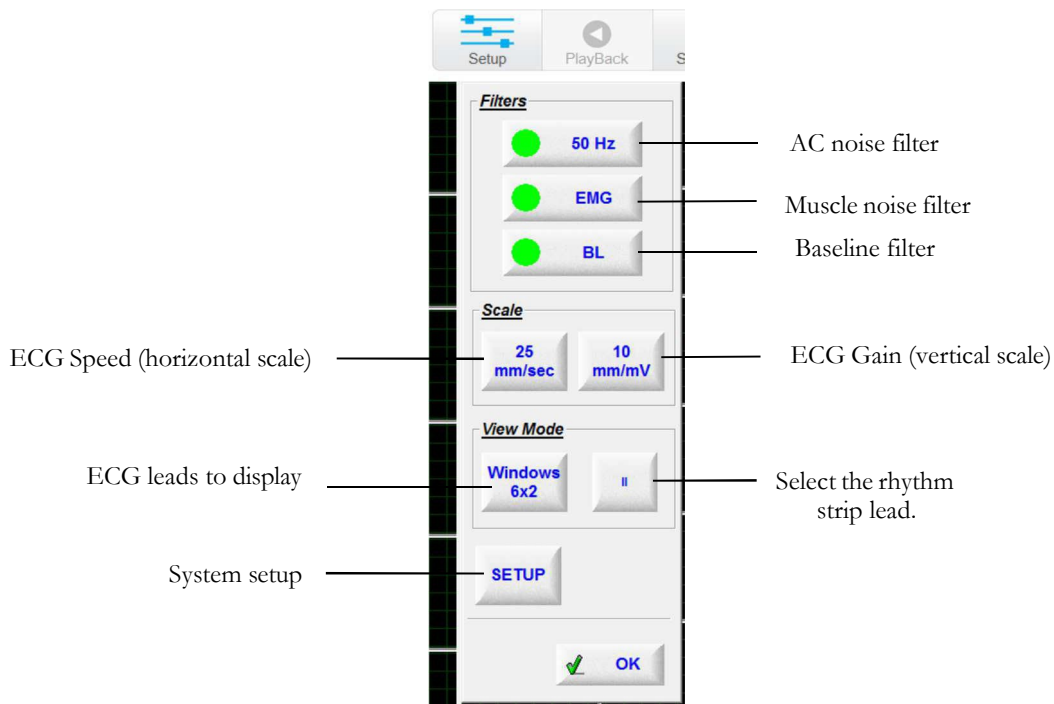 Setup
PlayBack
S
Filters
50 Hz
AC noise filter
EMG
Muscle noise filter
BL
Baseline filter
Scale
ECG Speed (horizontal scale)
25
mm/sec
10
mm/mV
ECG Gain (vertical scale)
View Mode
ECG leads to display
Windows
6x2
II
Select the rhythm
strip lead.
System setup
SETUP
OK